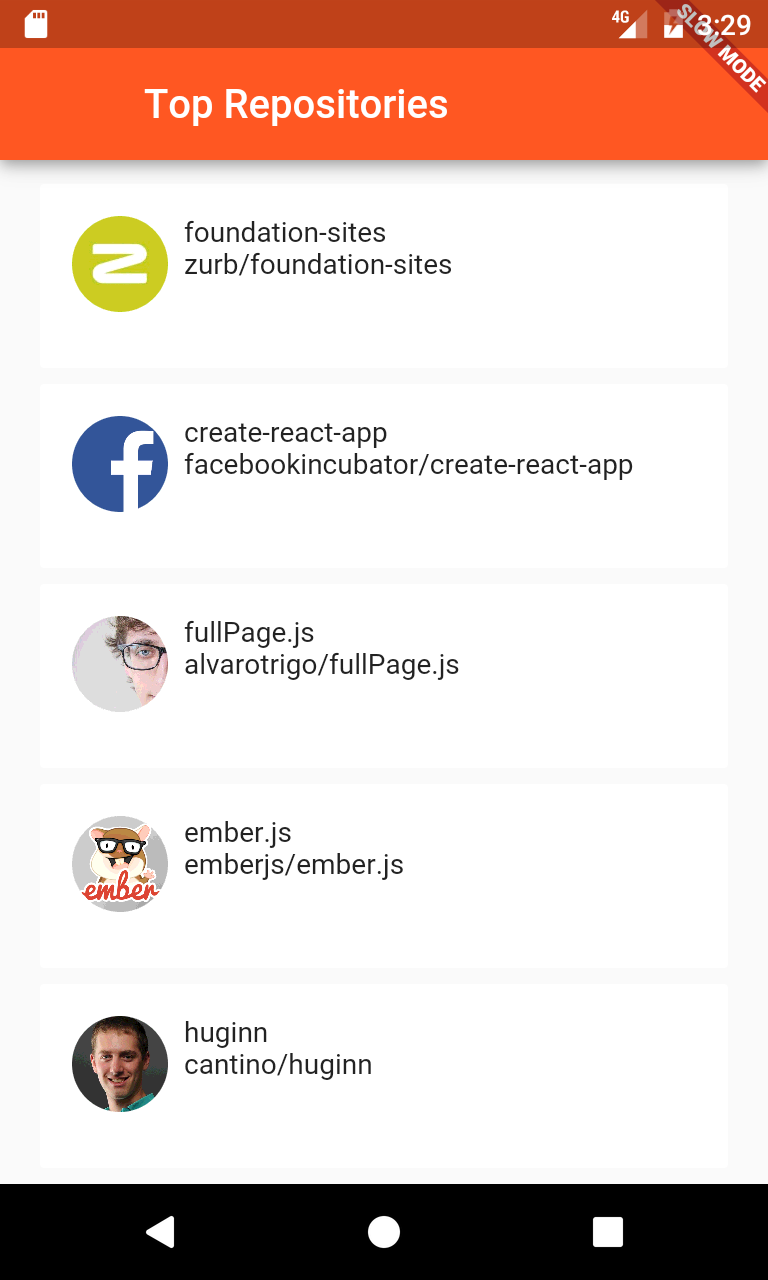 4G
3:29
SLOW MODE
Top Repositories
foundation-sites
zurb/foundation-sites
create-react-app
facebookincubator/create-react-app
fullPage.js
alvarotrigo/fullPage.js
ember.js
emberjs/ember.js
ember
huginn
cantino/huginn